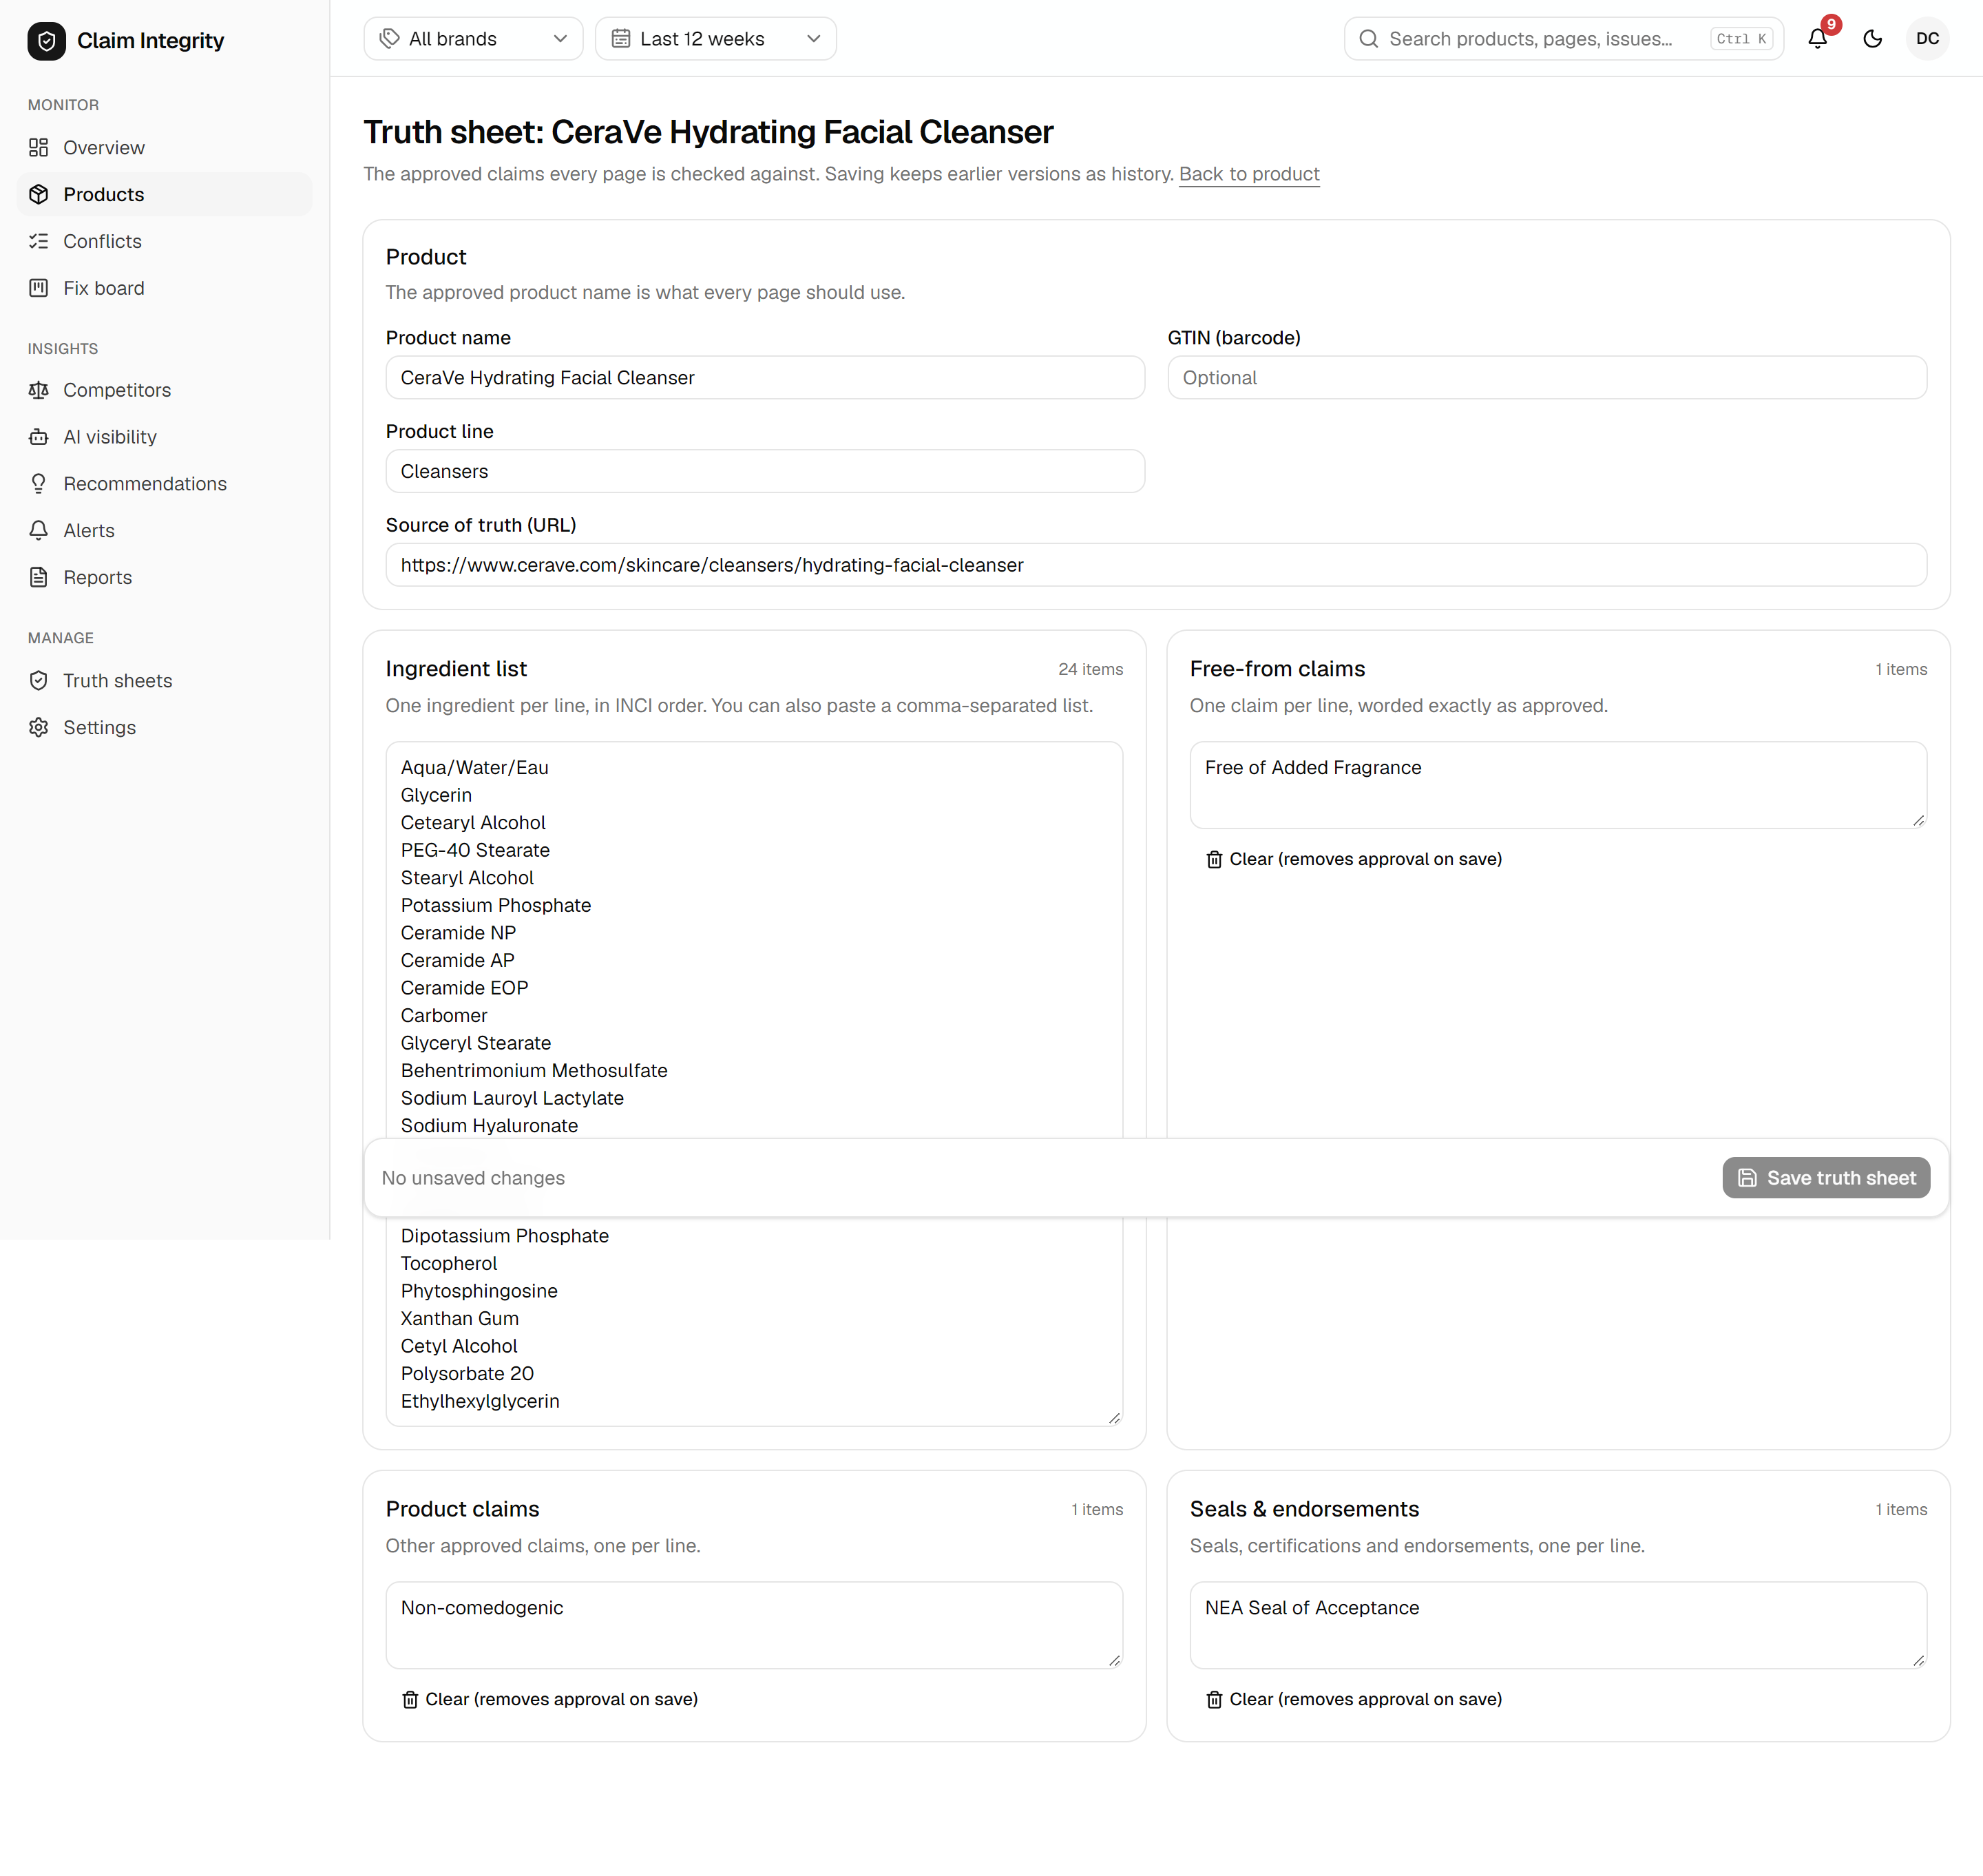 Claim Integrity
All brands
Last 12 weeks
Search products, pages, issues...
Ctrl K
9
DC
MONITOR
Overview
Products
Conflicts
Fix board
INSIGHTS
Competitors
AI visibility
Recommendations
Alerts
Reports
MANAGE
Truth sheets
Settings
Truth sheet: CeraVe Hydrating Facial Cleanser
The approved claims every page is checked against. Saving keeps earlier versions as history. Back to product
Product
The approved product name is what every page should use.
Product name
CeraVe Hydrating Facial Cleanser
GTIN (barcode)
Optional
Product line
Cleansers
Source of truth (URL)
https://www.cerave.com/skincare/cleansers/hydrating-facial-cleanser
Ingredient list
24 items
One ingredient per line, in INCI order. You can also paste a comma-separated list.
Aqua/Water/Eau
Glycerin
Cetearyl Alcohol
PEG-40 Stearate
Stearyl Alcohol
Potassium Phosphate
Ceramide NP
Ceramide AP
Ceramide EOP
Carbomer
Glyceryl Stearate
Behentrimonium Methosulfate
Sodium Lauroyl Lactylate
Sodium Hyaluronate
Free-from claims
1 items
One claim per line, worded exactly as approved.
Free of Added Fragrance
Clear (removes approval on save)
No unsaved changes
Save truth sheet
Dipotassium Phosphate
Tocopherol
Phytosphingosine
Xanthan Gum
Cetyl Alcohol
Polysorbate 20
Ethylhexylglycerin
Product claims
1 items
Other approved claims, one per line.
Non-comedogenic
Clear (removes approval on save)
Seals & endorsements
1 items
Seals, certifications and endorsements, one per line.
NEA Seal of Acceptance
Clear (removes approval on save)